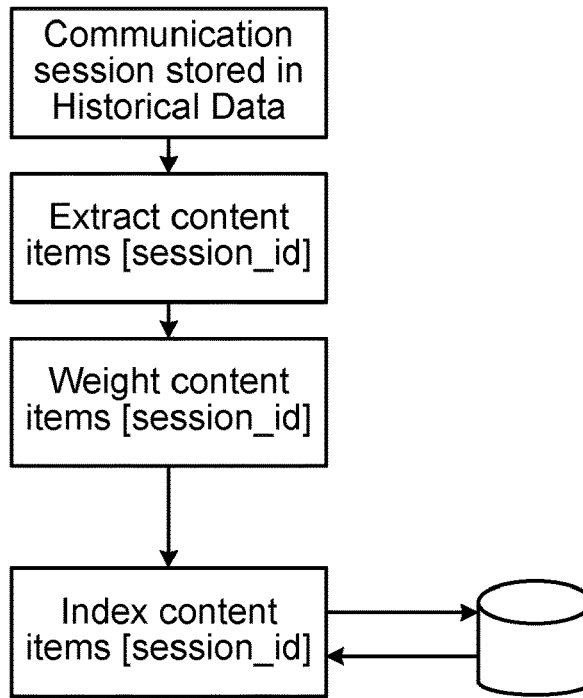 Communication
session stored in
Historical Data
Extract content
items [session_id]
Weight content
items [session_id]
Index content
items [session_id]